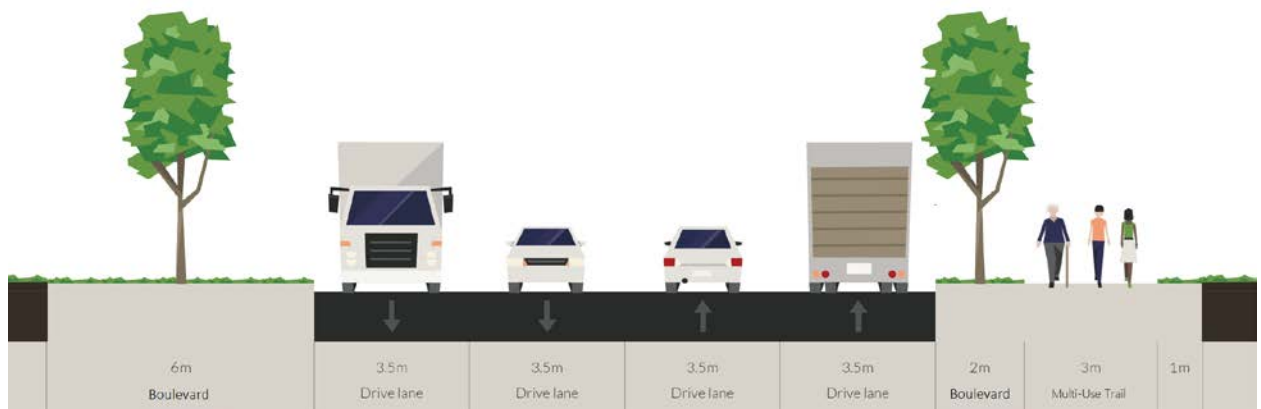 6m
Boulevard
3.5m
Drive lane
3.5m
Drive lane
3.5m
Drive lane
3.5m
Drive lane
2m
Boulevard
3m
Multi-Use Trail
1m